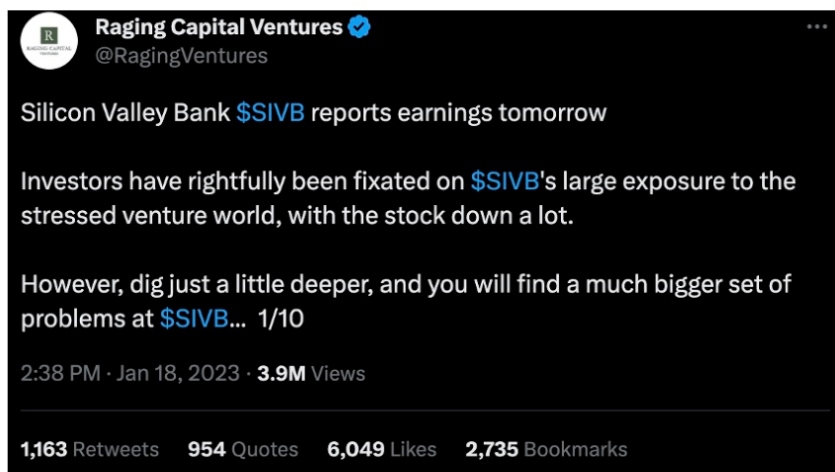 Raging Capital Ventures
@RagingVentures
R
RAGING CAPITAL
VENTURES
Silicon Valley Bank $SIVB reports earnings tomorrow
Investors have rightfully been fixated on $SIVB's large exposure to the
stressed venture world, with the stock down a lot.
However, dig just a little deeper, and you will find a much bigger set of
problems at $SIVB... 1/10
2:38 PM · Jan 18, 2023 · 3.9M Views
1,163 Retweets 954 Quotes 6,049 Likes 2,735 Bookmarks